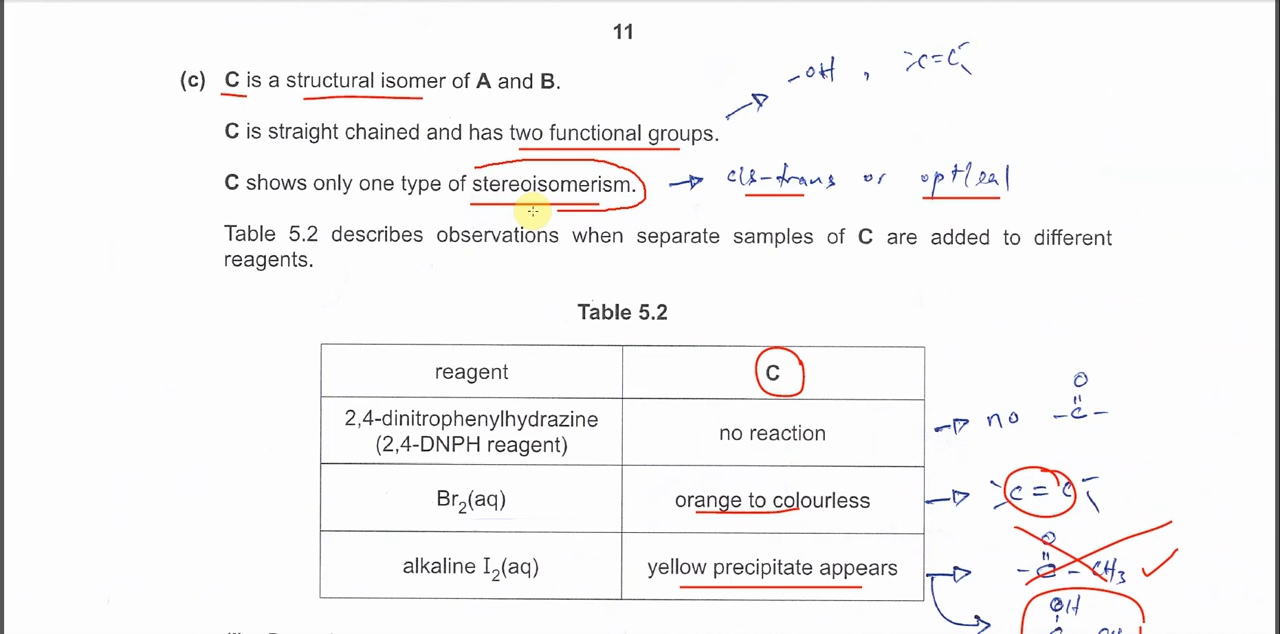 11
-OH , >C=C<
(c) C is a structural isomer of A and B.
C is straight chained and has two functional groups.
C shows only one type of stereoisomerism. → cis-trans or optical
Table 5.2 describes observations when separate samples of C are added to different
reagents.
Table 5.2
reagent C
2,4-dinitrophenylhydrazine
(2,4-DNPH reagent) no reaction → no -C-
O
Br₂(aq) orange to colourless → >C=C<
alkaline I₂(aq) yellow precipitate appears → -C-CH₃ ✓
O
OH